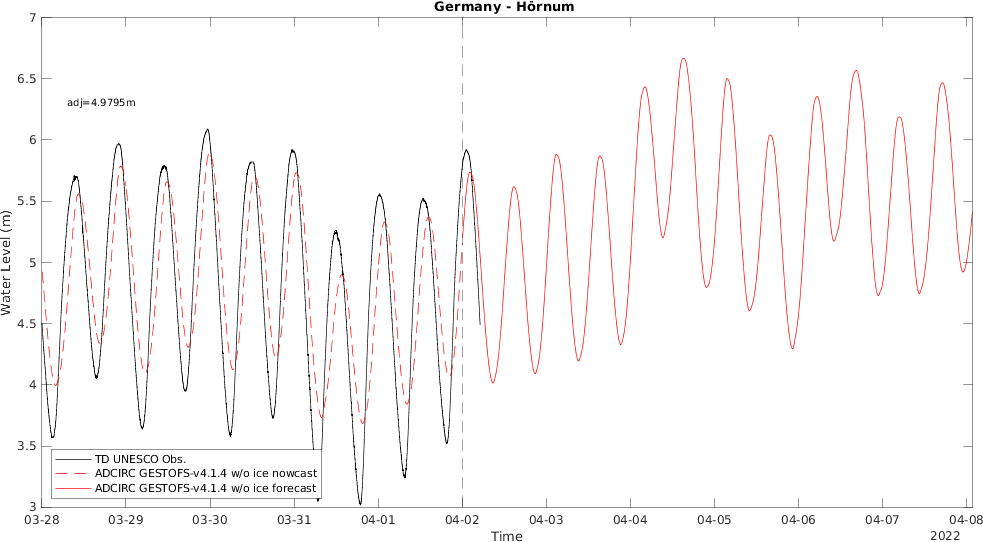 Germany - Hörnum
7
6.5
6
5.5
5
4.5
4
3.5
3
Water Level (m)
adj=4.9795m
TD UNESCO Obs.
ADCIRC GESTOFS-v4.1.4 w/o ice nowcast
ADCIRC GESTOFS-v4.1.4 w/o ice forecast
03-28 03-29 03-30 03-31 04-01 04-02 04-03 04-04 04-05 04-06 04-07 04-08
Time
2022